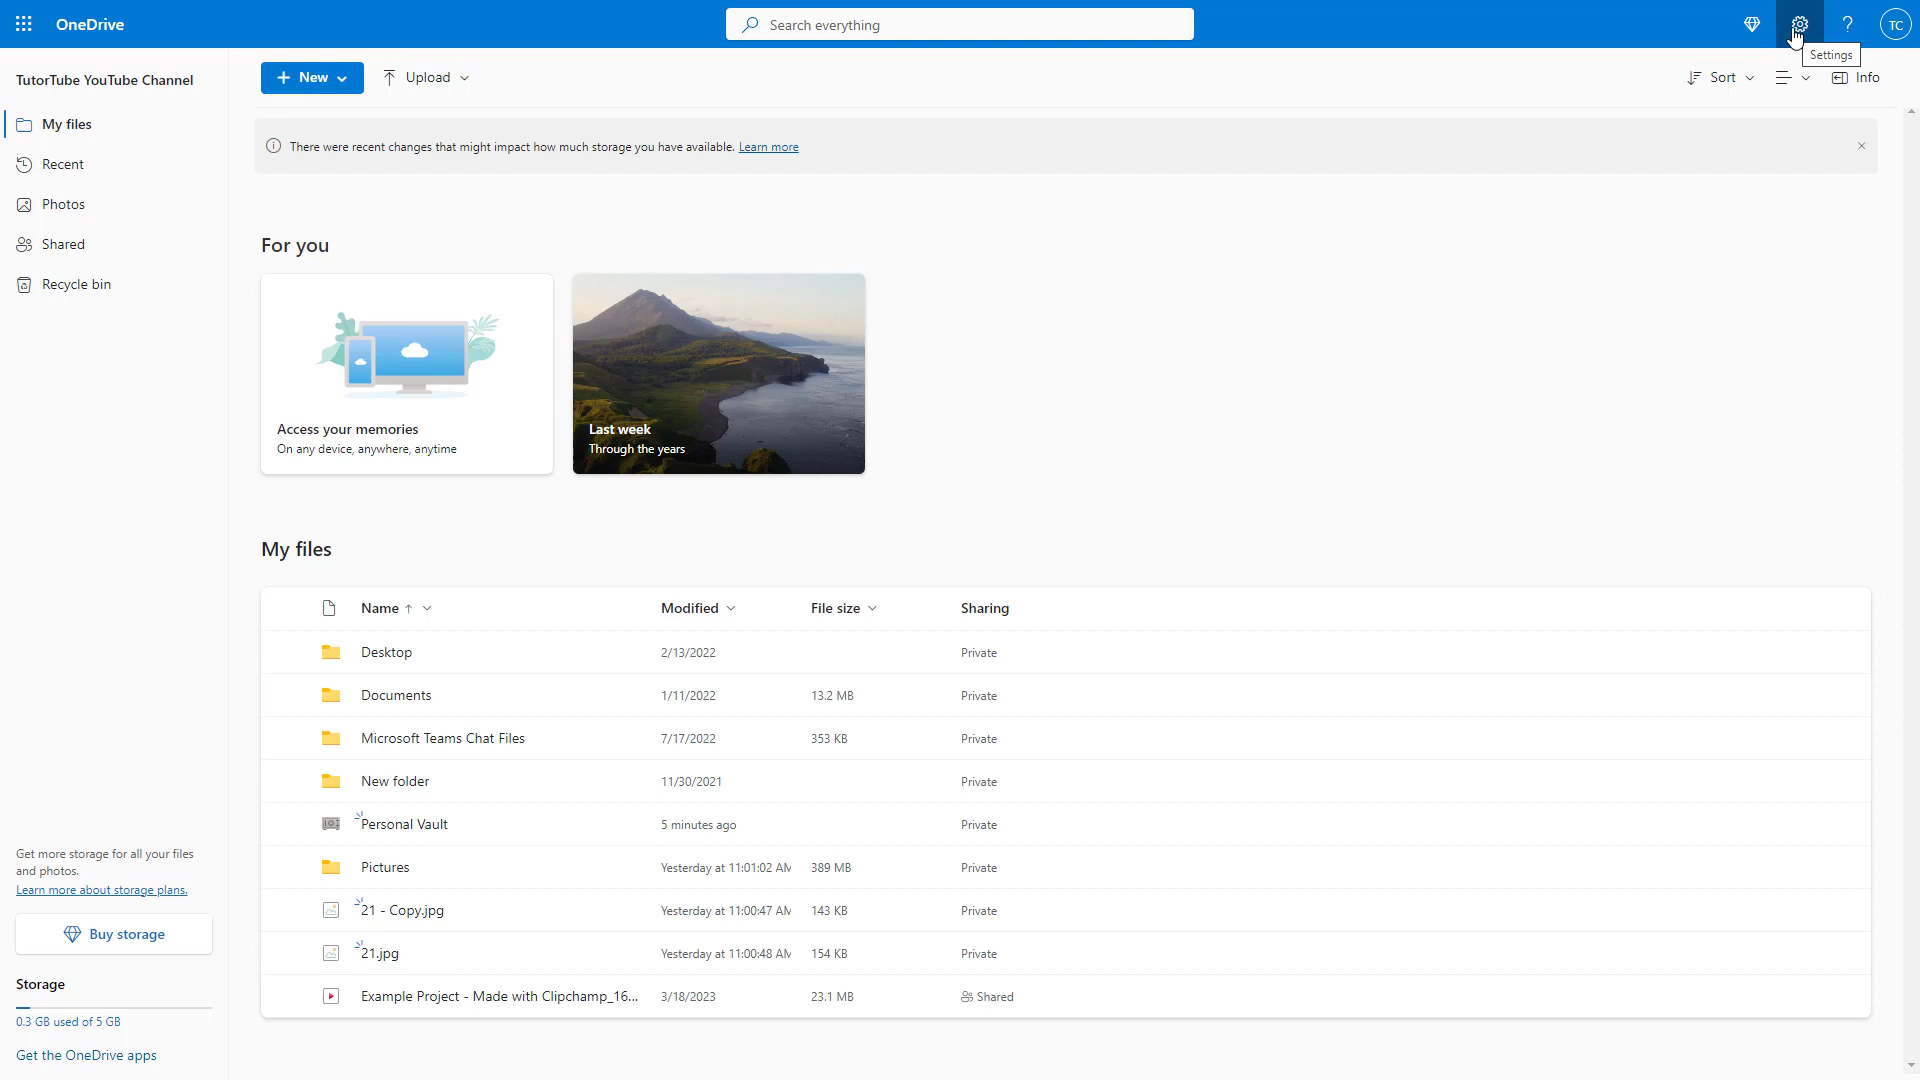 OneDrive
Search everything
?
TC
Settings
TutorTube YouTube Channel
New
Upload
Sort
Info
My files
Recent
Photos
Shared
Recycle bin
There were recent changes that might impact how much storage you have available. Learn more
For you
Access your memories
On any device, anywhere, anytime
Last week
Through the years
My files
Name Modified File size Sharing
Desktop 2/13/2022 Private
Documents 1/11/2022 13.2 MB Private
Microsoft Teams Chat Files 7/17/2022 353 KB Private
New folder 11/30/2021 Private
Personal Vault 5 minutes ago Private
Pictures Yesterday at 11:01:02 AM 389 MB Private
21 - Copy.jpg Yesterday at 11:00:47 AM 143 KB Private
21.jpg Yesterday at 11:00:48 AM 154 KB Private
Example Project - Made with Clipchamp_16... 3/18/2023 23.1 MB Shared
Get more storage for all your files
and photos.
Learn more about storage plans.
Buy storage
Storage
0.3 GB used of 5 GB
Get the OneDrive apps